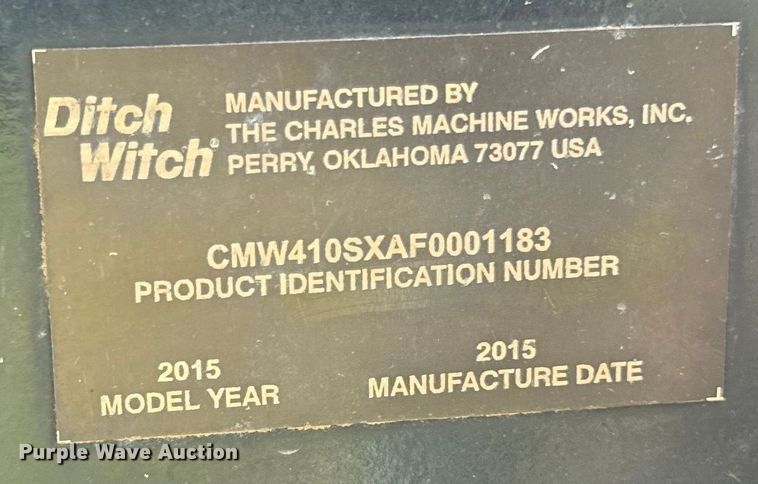 Ditch Witch®
MANUFACTURED BY
THE CHARLES MACHINE WORKS, INC.
PERRY, OKLAHOMA 73077 USA
CMW410SXAF0001183
PRODUCT IDENTIFICATION NUMBER
2015
MODEL YEAR
2015
MANUFACTURE DATE
Purple Wave Auction